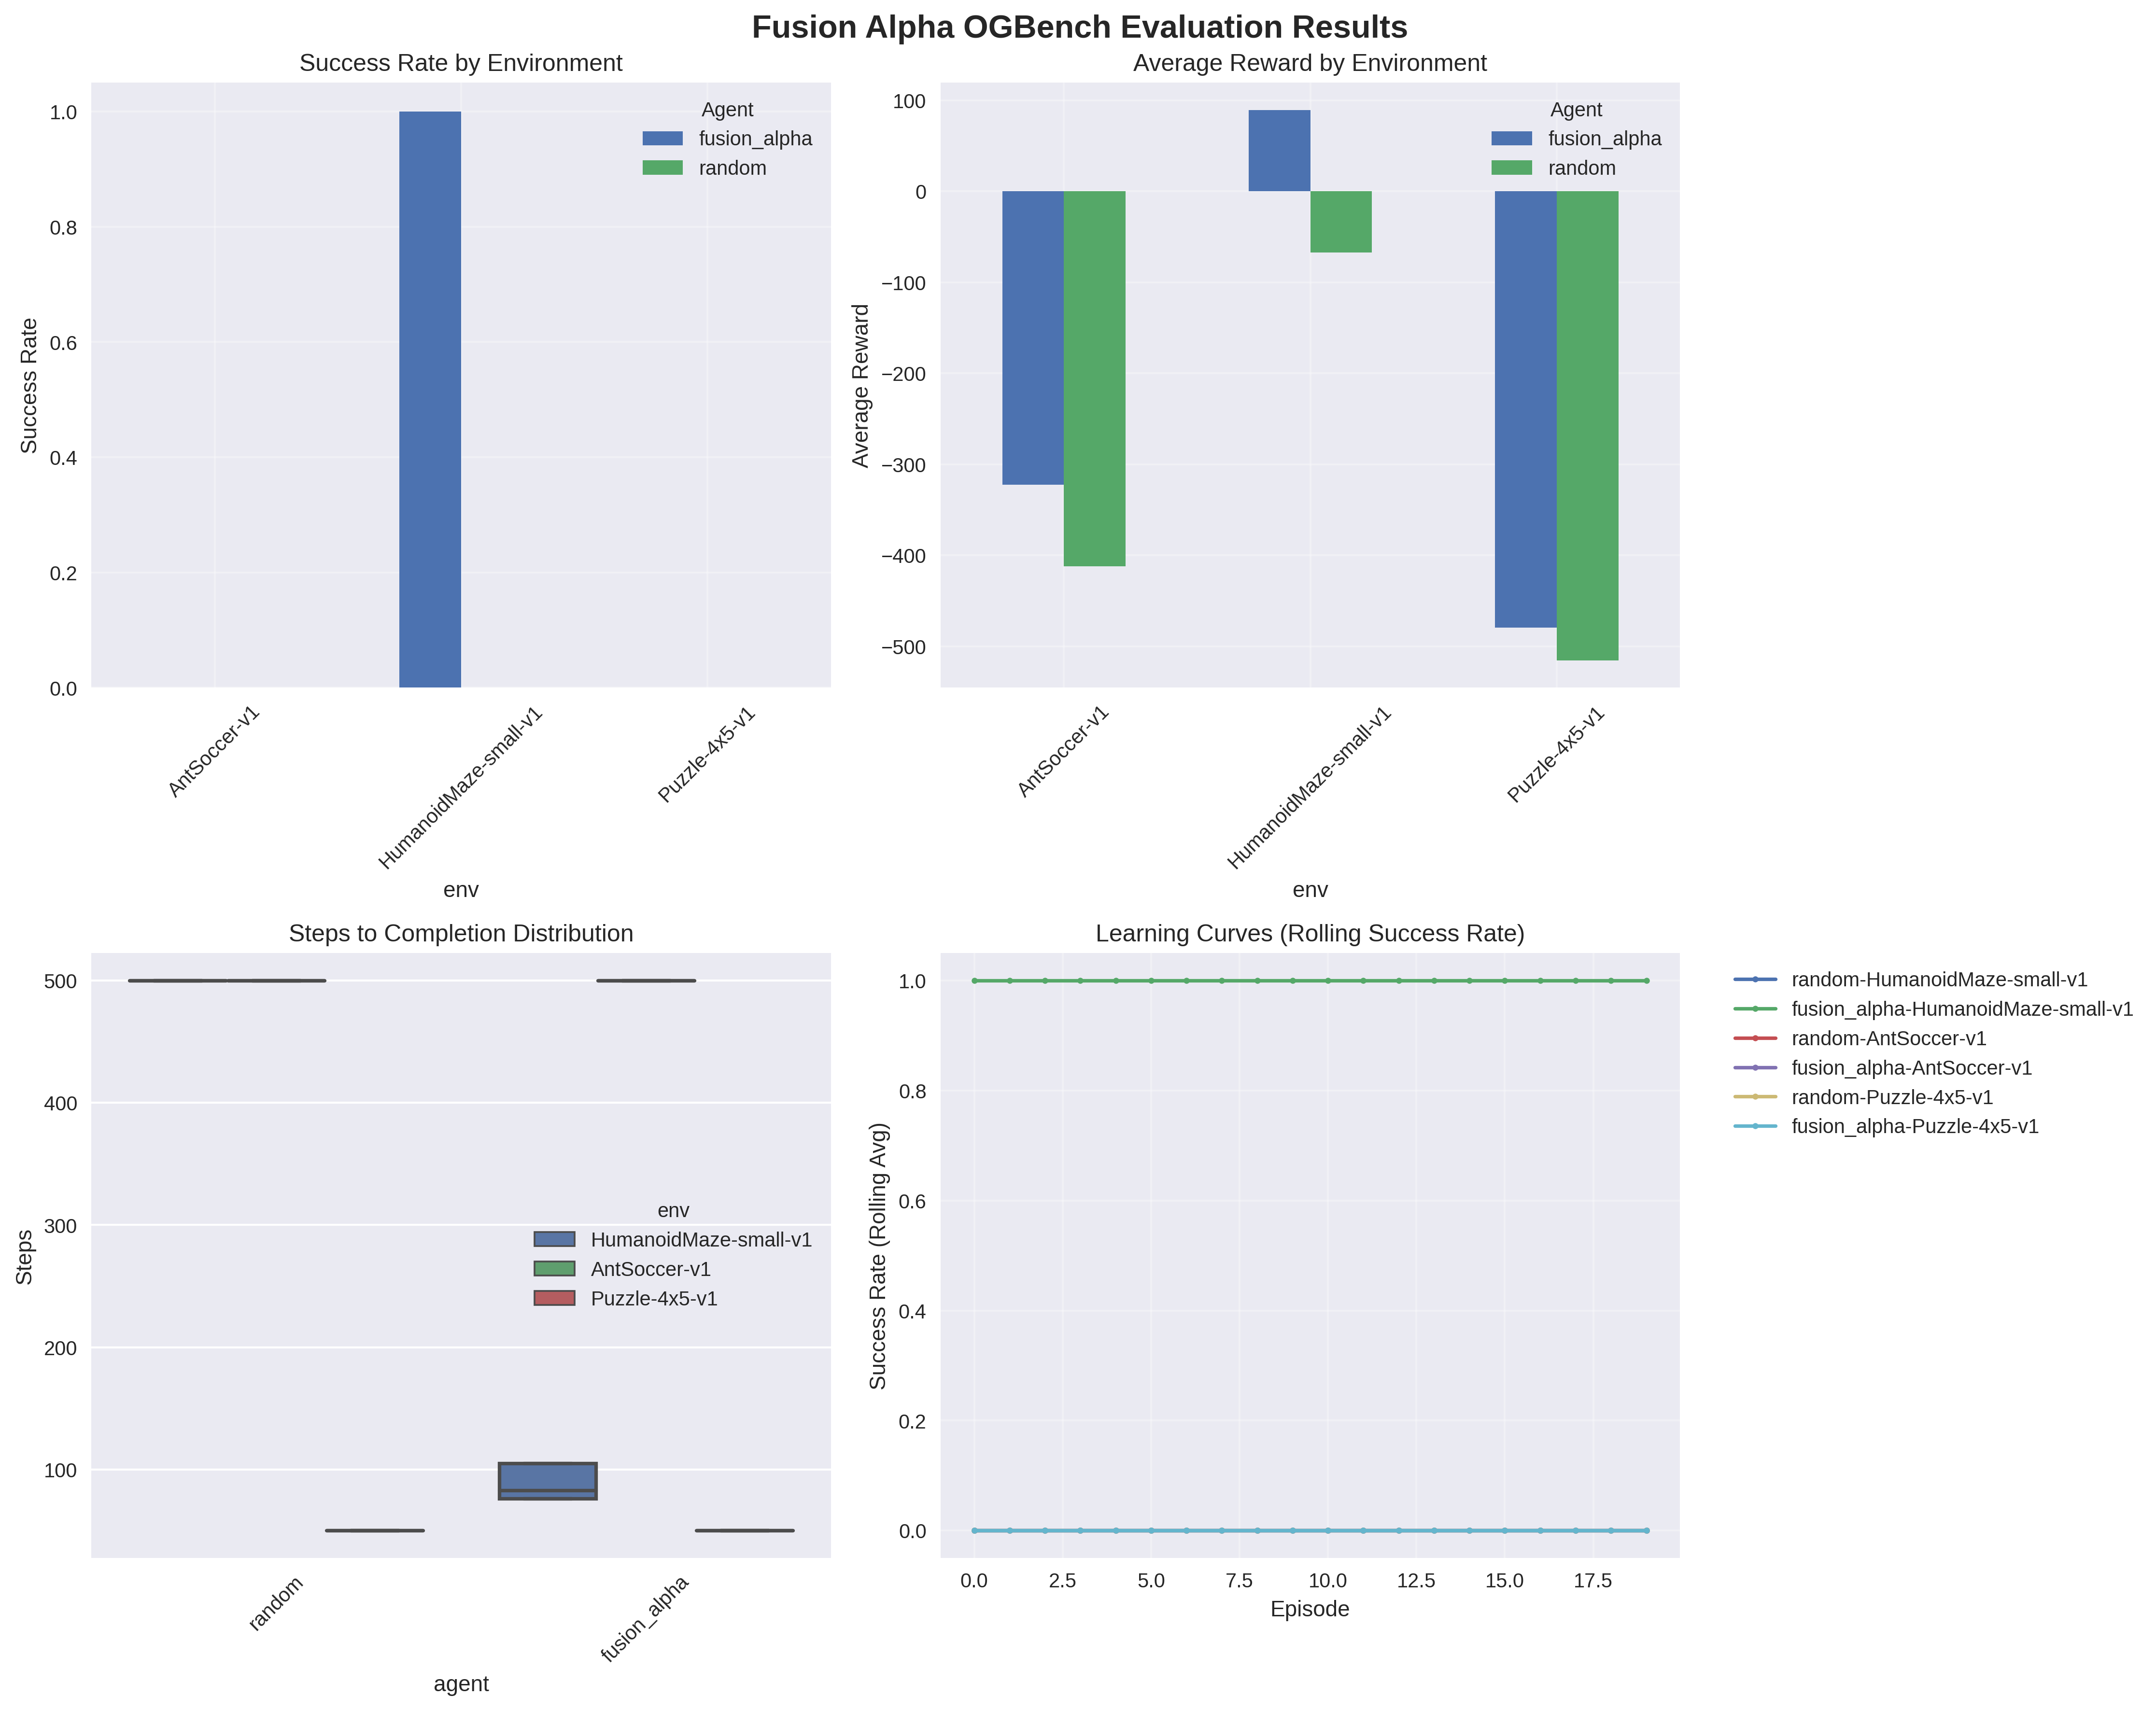 Fusion Alpha OGBench Evaluation Results
Success Rate by Environment
Success Rate
1.0
0.8
0.6
0.4
0.2
0.0
Agent
fusion_alpha
random
AntSoccer-v1
HumanoidMaze-small-v1
Puzzle-4x5-v1
env
Average Reward by Environment
Average Reward
100
0
−100
−200
−300
−400
−500
Agent
fusion_alpha
random
AntSoccer-v1
HumanoidMaze-small-v1
Puzzle-4x5-v1
env
Steps to Completion Distribution
Steps
500
400
300
200
100
env
HumanoidMaze-small-v1
AntSoccer-v1
Puzzle-4x5-v1
random
fusion_alpha
agent
Learning Curves (Rolling Success Rate)
Success Rate (Rolling Avg)
1.0
0.8
0.6
0.4
0.2
0.0
0.0 2.5 5.0 7.5 10.0 12.5 15.0 17.5
Episode
random-HumanoidMaze-small-v1
fusion_alpha-HumanoidMaze-small-v1
random-AntSoccer-v1
fusion_alpha-AntSoccer-v1
random-Puzzle-4x5-v1
fusion_alpha-Puzzle-4x5-v1